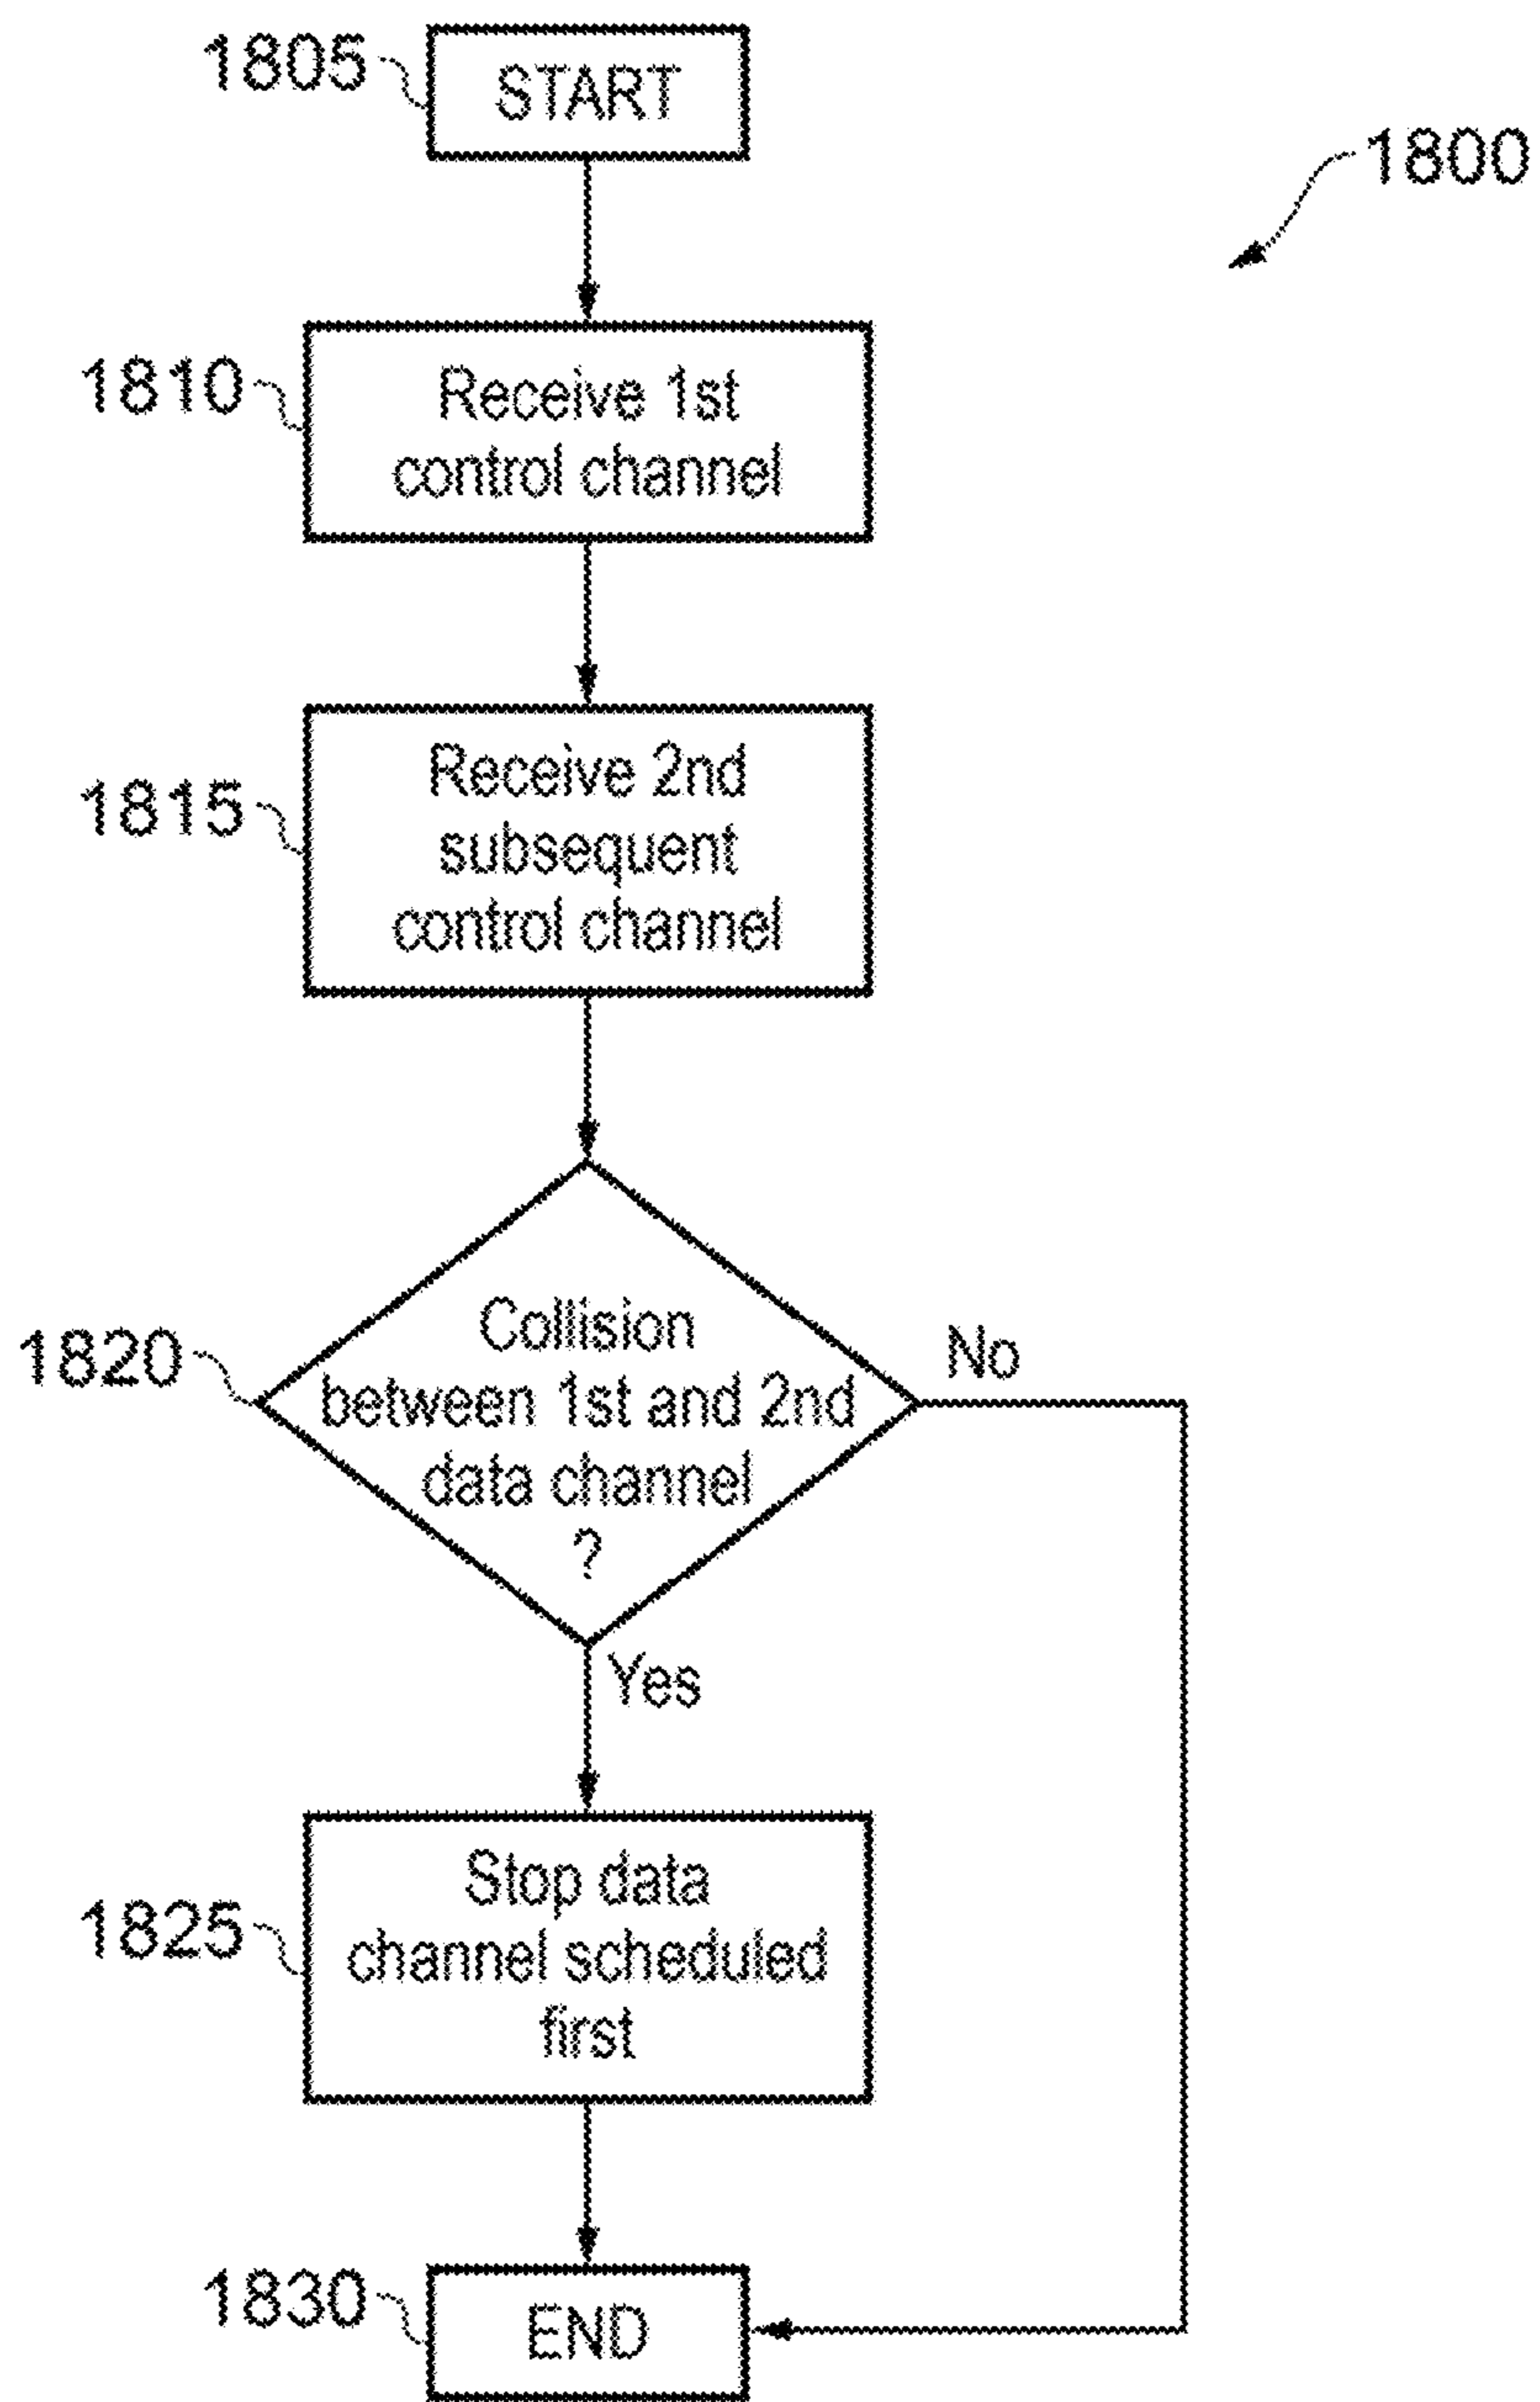 1805
START
1800
1810
Receive 1st
control channel
1815
Receive 2nd
subsequent
control channel
1820
Collision
between 1st and 2nd
data channel
?
No
Yes
1825
Stop data
channel scheduled
first
1830
END